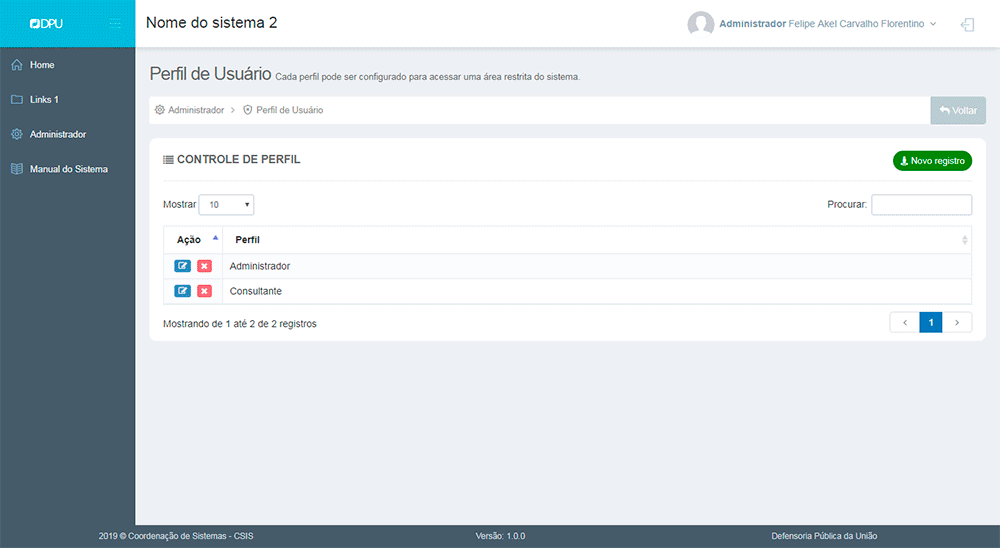 DPU
Nome do sistema 2
Administrador Felipe Akel Carvalho Florentino
Home
Links 1
Administrador
Manual do Sistema
Perfil de Usuário Cada perfil pode ser configurado para acessar uma área restrita do sistema.
Administrador > Perfil de Usuário
Voltar
CONTROLE DE PERFIL
Novo registro
Mostrar 10
Procurar:
Ação Perfil
Administrador
Consultante
Mostrando de 1 até 2 de 2 registros
‹ 1 ›
2019 © Coordenação de Sistemas - CSIS Versão: 1.0.0 Defensoria Pública da União